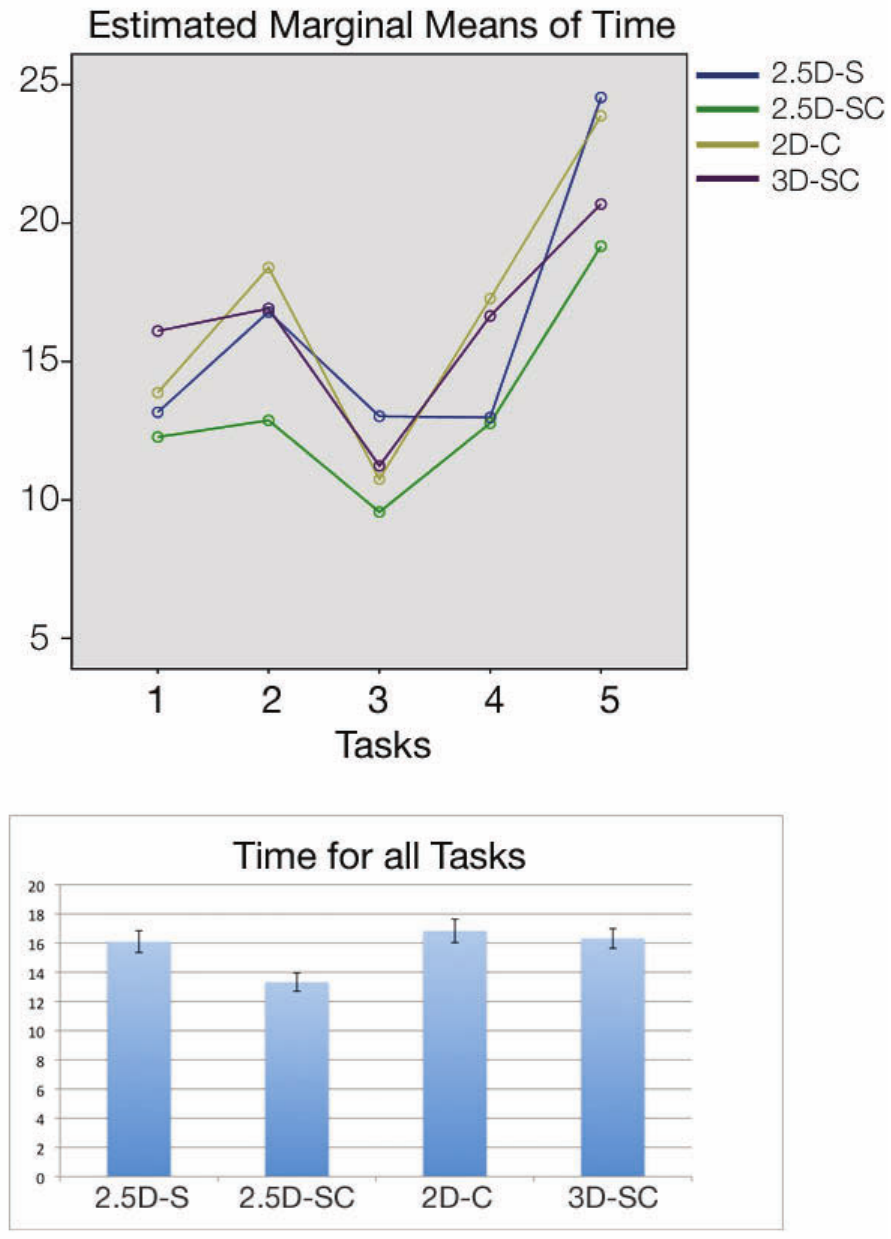 Estimated Marginal Means of Time
25
20
15
10
5
1 2 3 4 5
Tasks
2.5D-S
2.5D-SC
2D-C
3D-SC
Time for all Tasks
20
18
16
14
12
10
8
6
4
2
0
2.5D-S 2.5D-SC 2D-C 3D-SC